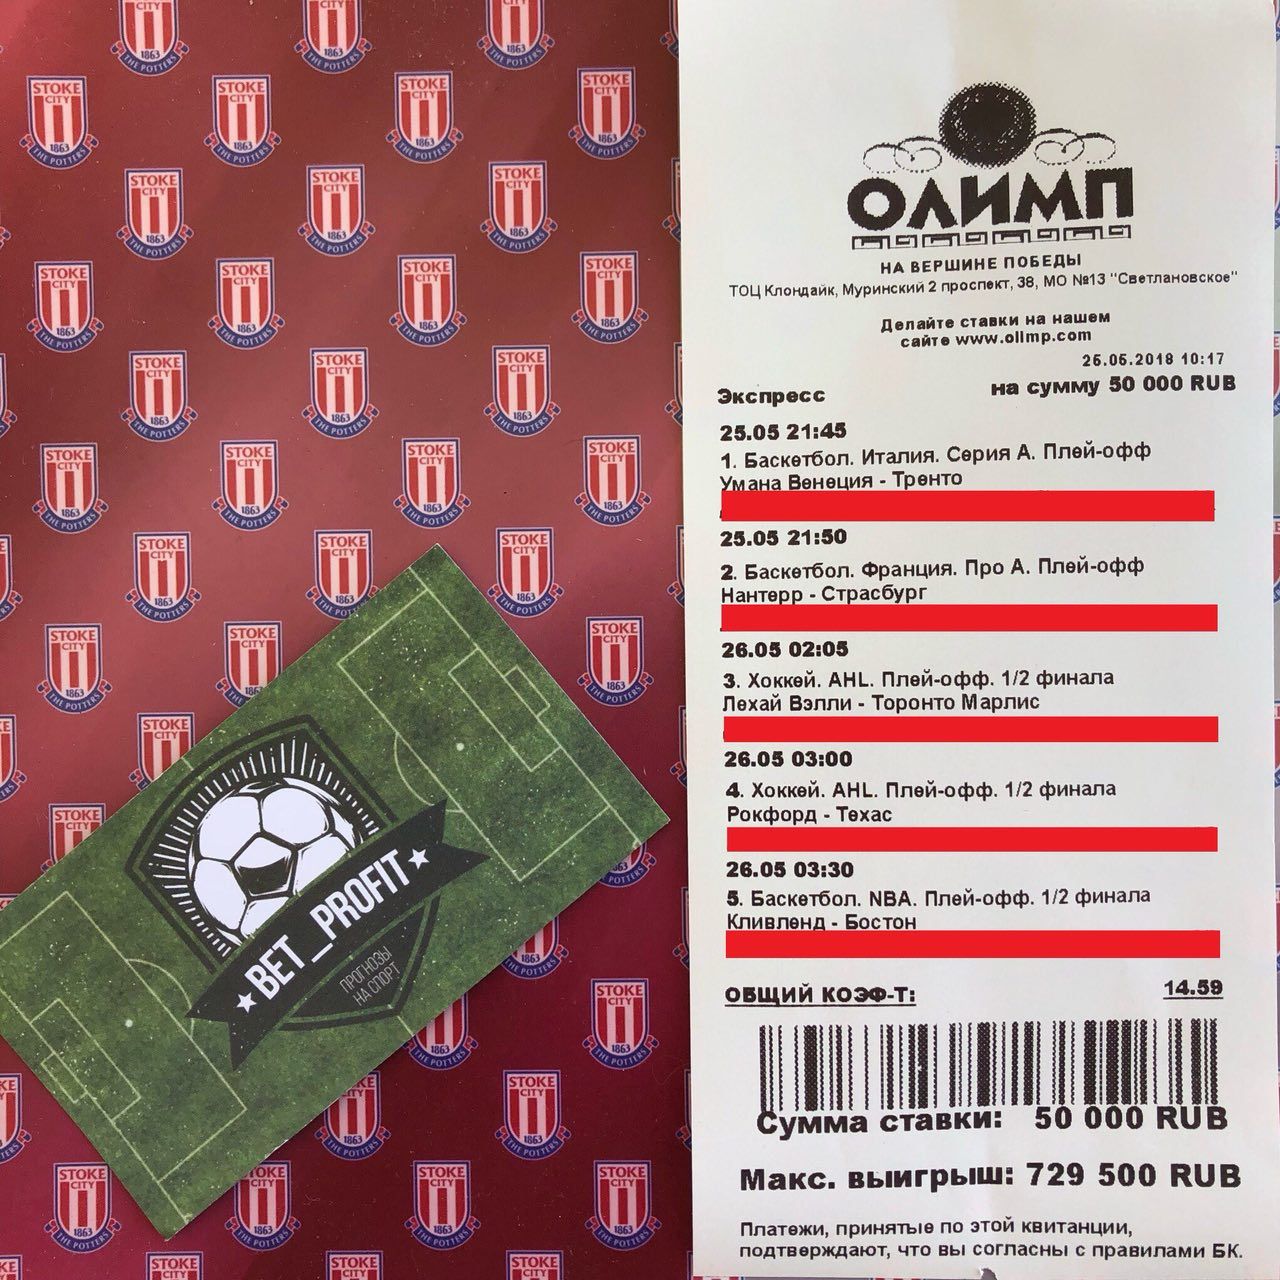 STOKE
CITY
1863
THE POTTERS
BET_PROFIT
ПРОГНОЗЫ
НА СПОРТ
ОЛИМП
НА ВЕРШИНЕ ПОБЕДЫ
ТОЦ Клондайк, Муринский 2 проспект, 38, МО №13 "Светлановское"
Делайте ставки на нашем
сайте www.olimp.com
25.05.2018 10:17
Экспресс на сумму 50 000 RUB
25.05 21:45
1. Баскетбол. Италия. Серия А. Плей-офф
Умана Венеция - Тренто
25.05 21:50
2. Баскетбол. Франция. Про А. Плей-офф
Нантерр - Страсбург
26.05 02:05
3. Хоккей. AHL. Плей-офф. 1/2 финала
Лехай Вэлли - Торонто Марлис
26.05 03:00
4. Хоккей. AHL. Плей-офф. 1/2 финала
Рокфорд - Техас
26.05 03:30
5. Баскетбол. NBA. Плей-офф. 1/2 финала
Кливленд - Бостон
ОБЩИЙ КОЭФ-Т: 14.59
Сумма ставки: 50 000 RUB
Макс. выигрыш: 729 500 RUB
Платежи, принятые по этой квитанции,
подтверждают, что вы согласны с правилами БК.